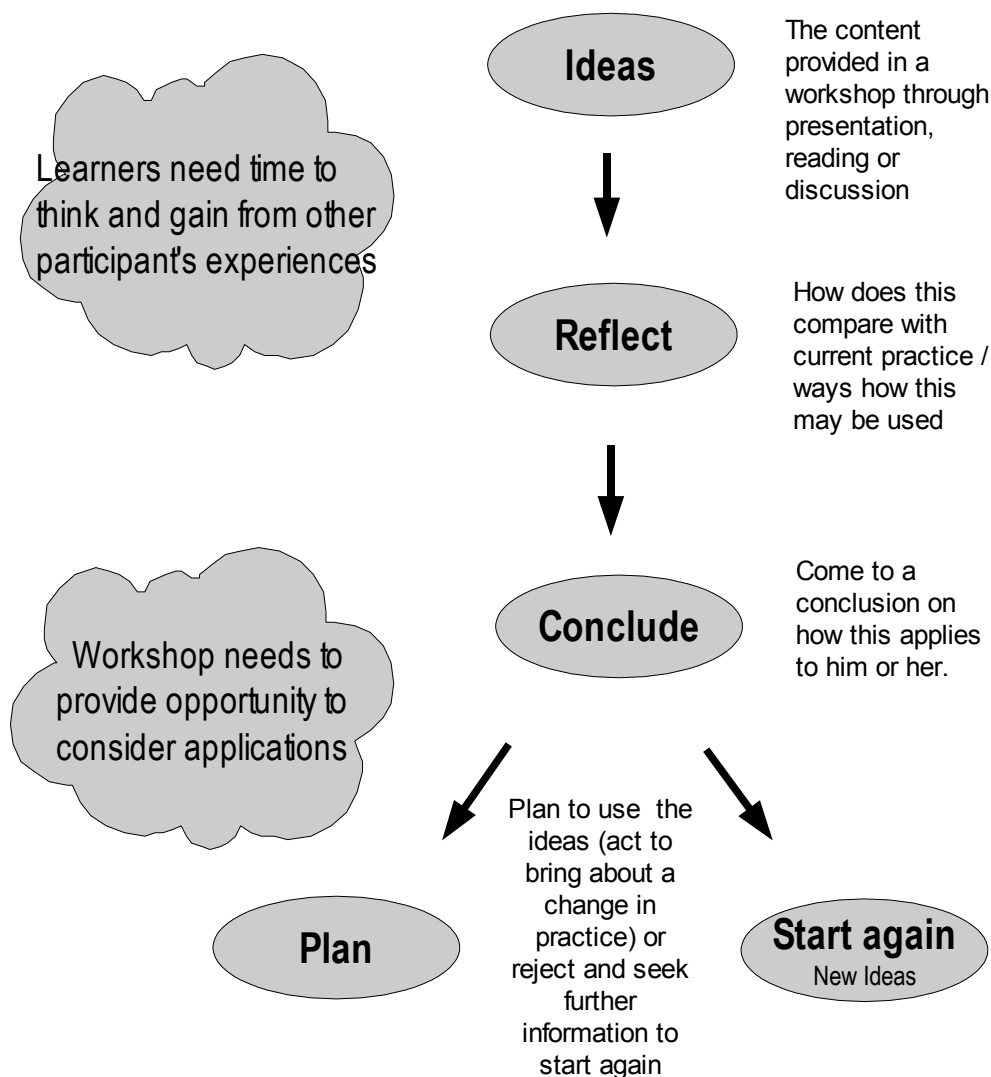 Ideas
The content
provided in a
workshop through
presentation,
reading or
discussion
Learners need time to
think and gain from other
participant's experiences
Reflect
How does this
compare with
current practice /
ways how this
may be used
Conclude
Come to a
conclusion on
how this applies
to him or her.
Workshop needs to
provide opportunity to
consider applications
Plan
Plan to use the
ideas (act to
bring about a
change in
practice) or
reject and seek
further
information to
start again
Start again
New Ideas